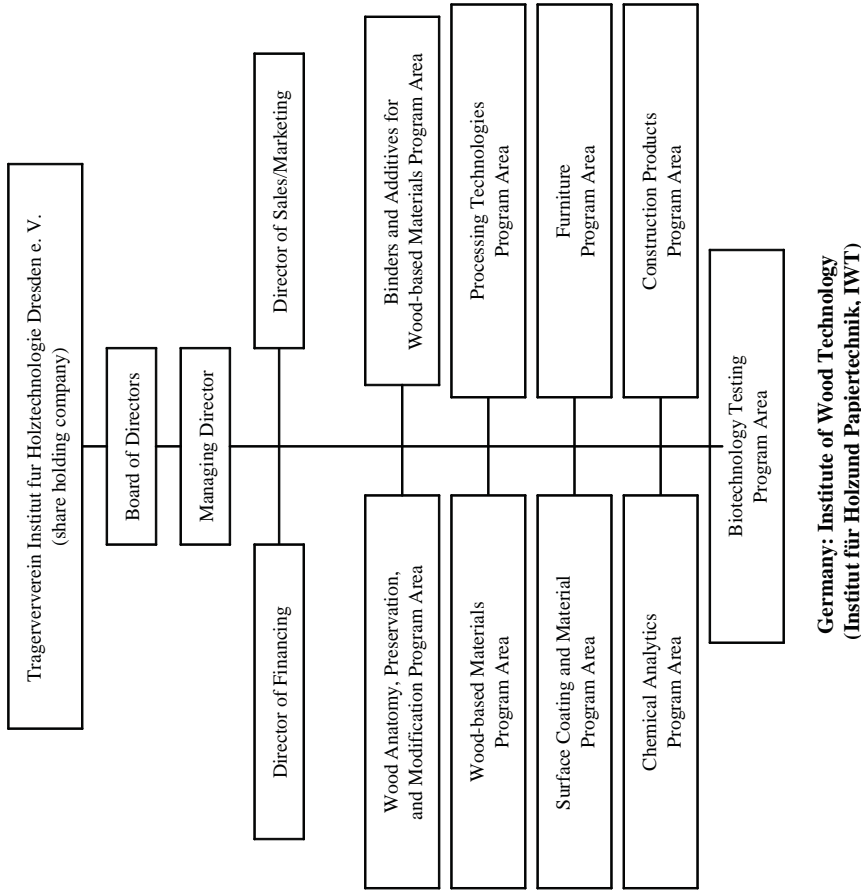 Tragerververein Institut fur Holztechnologie Dresden e. V.
(share holding company)
Board of Directors
Managing Director
Director of Financing
Director of Sales/Marketing
Wood Anatomy, Preservation,
and Modification Program Area
Binders and Additives for
Wood-based Materials Program Area
Wood-based Materials
Program Area
Processing Technologies
Program Area
Surface Coating and Material
Program Area
Furniture
Program Area
Chemical Analytics
Program Area
Construction Products
Program Area
Biotechnology Testing
Program Area
Germany: Institute of Wood Technology
(Institut für Holzund Papiertechnik, IWT)